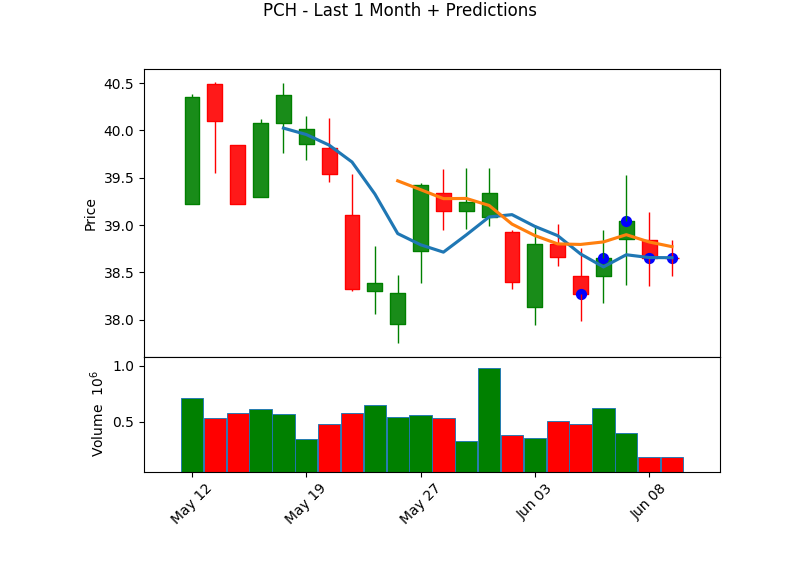 PCH - Last 1 Month + Predictions
40.5
40.0
39.5
39.0
38.5
38.0
Price
1.0
0.5
Volume 10^6
May 12
May 19
May 27
Jun 03
Jun 08